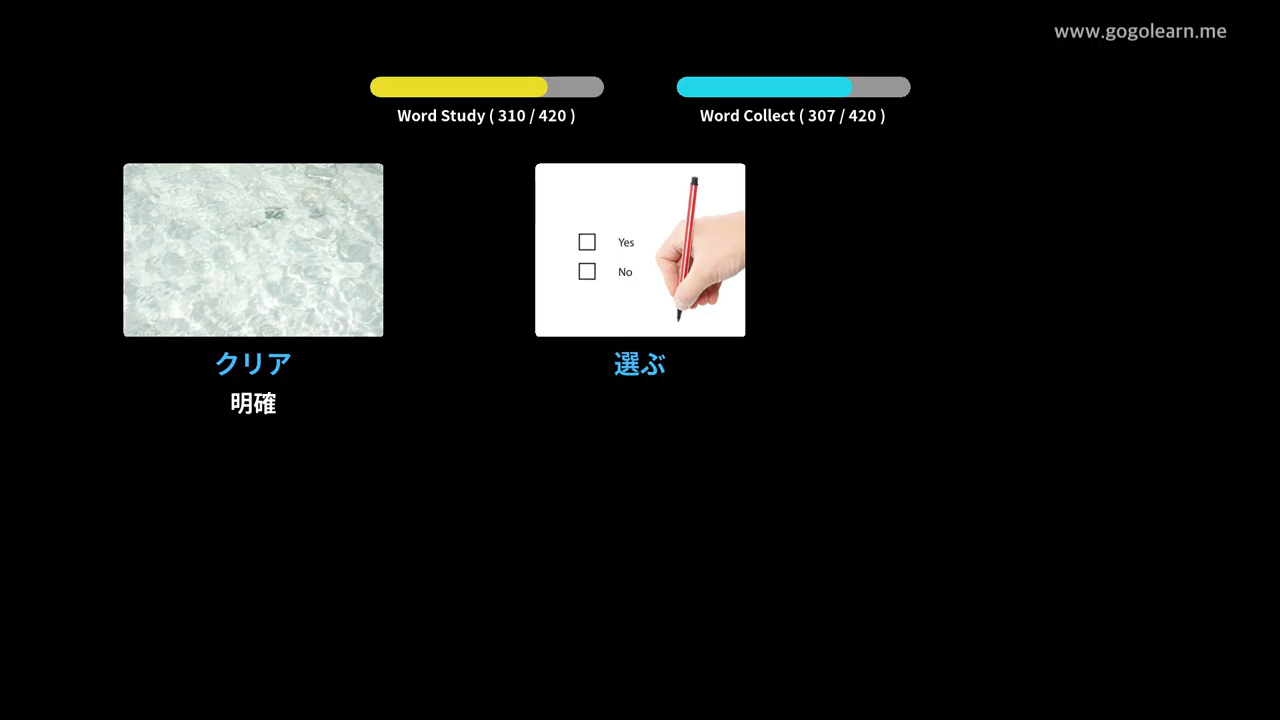 www.gogolearn.me
Word Study ( 310 / 420 )
Word Collect ( 307 / 420 )
Yes
No
クリア
明確
選ぶ